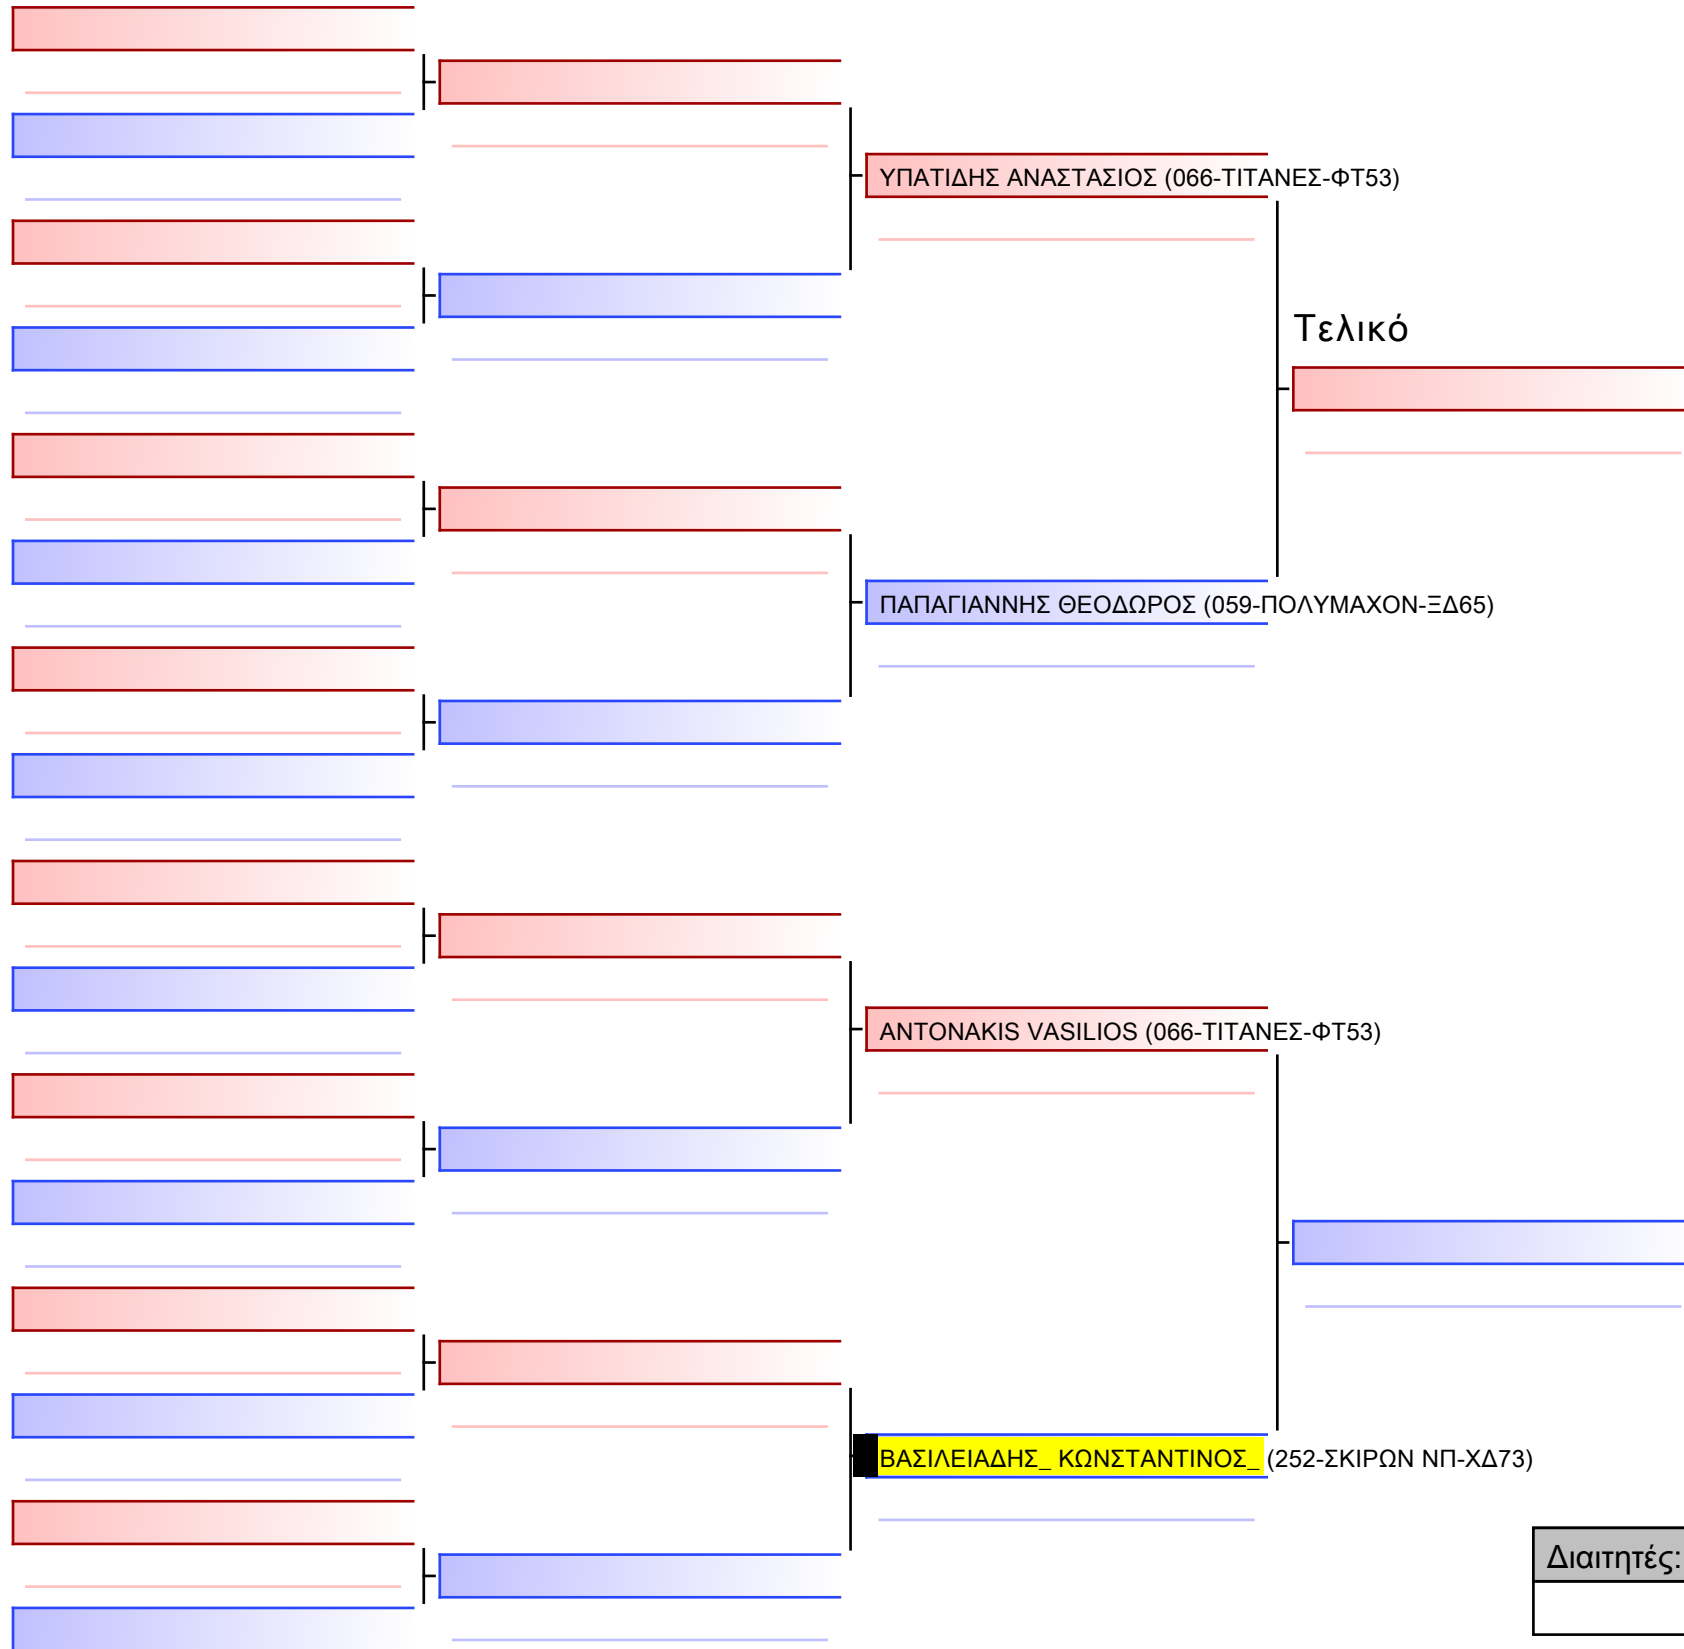 ΥΠΑΤΙΔΗΣ ΑΝΑΣΤΑΣΙΟΣ (066-ΤΙΤΑΝΕΣ-ΦΤ53)
Τελικό
ΠΑΠΑΓΙΑΝΝΗΣ ΘΕΟΔΩΡΟΣ (059-ΠΟΛΥΜΑΧΟΝ-ΞΔ65)
ANTONAKIS VASILIOS (066-ΤΙΤΑΝΕΣ-ΦΤ53)
ΒΑΣΙΛΕΙΑΔΗΣ_ ΚΩΝΣΤΑΝΤΙΝΟΣ_ (252-ΣΚΙΡΩΝ ΝΠ-ΧΔ73)
Διαιτητές: